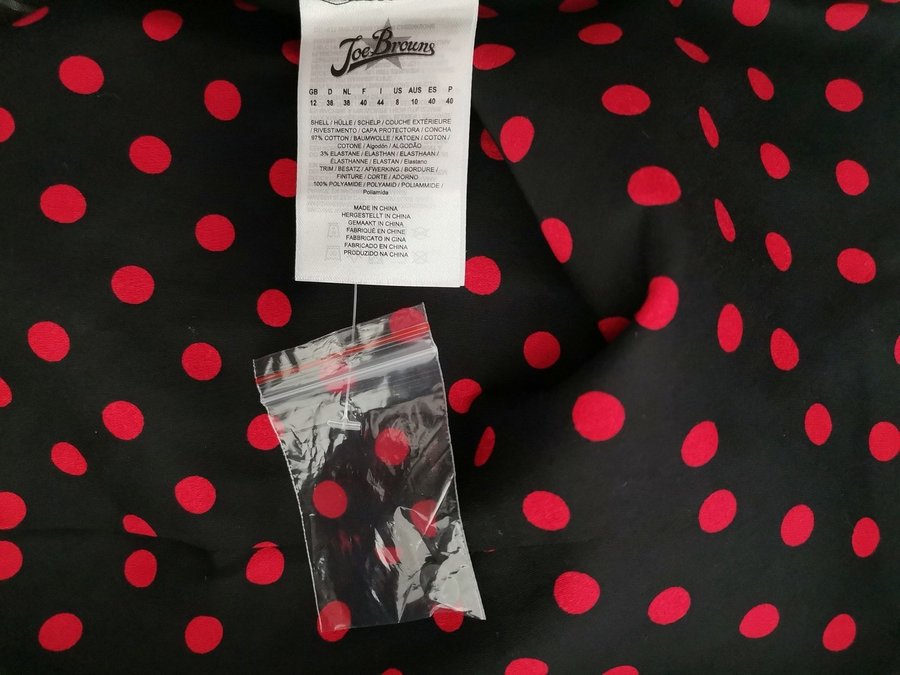 Joe Browns
GB D NL F I US AUS ES P
12 38 38 40 44 8 10 40 40
SHELL / HÜLLE / SCHELP / COUCHE EXTÉRIEURE
/ RIVESTIMENTO / CAPA PROTECTORA / CONCHA
97% COTTON / BAUMWOLLE / KATOEN / COTON /
COTONE / Algodón / ALGODÃO
3% ELASTANE / ELASTHAN / ELASTHAAN /
ÉLASTHANNE / ELASTAN / Elastano
TRIM / BESATZ / AFWERKING / BORDURE /
FINITURE / CORTE / ADORNO
100% POLYAMIDE / POLYAMID / POLIAMMIDE /
Poliamida
MADE IN CHINA
HERGESTELLT IN CHINA
GEMAAKT IN CHINA
FABRIQUÉ EN CHINE
FABBRICATO IN CINA
FABRICADO EN CHINA
PRODUZIDO NA CHINA